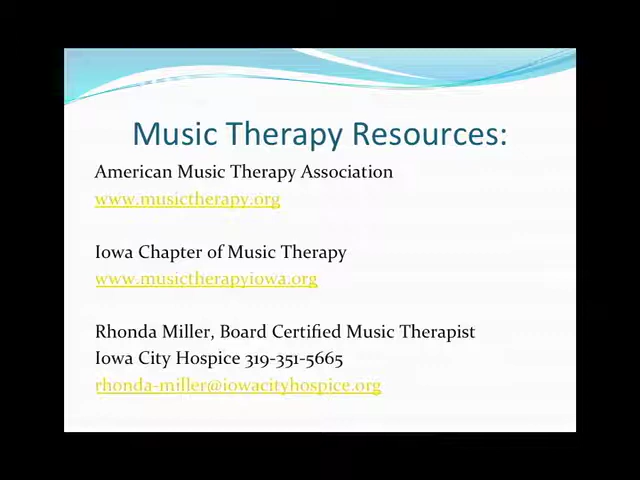 Music Therapy Resources:
American Music Therapy Association
www.musictherapy.org
Iowa Chapter of Music Therapy
www.musictherapyiowa.org
Rhonda Miller, Board Certified Music Therapist
Iowa City Hospice 319-351-5665
rhonda-miller@iowacityhospice.org